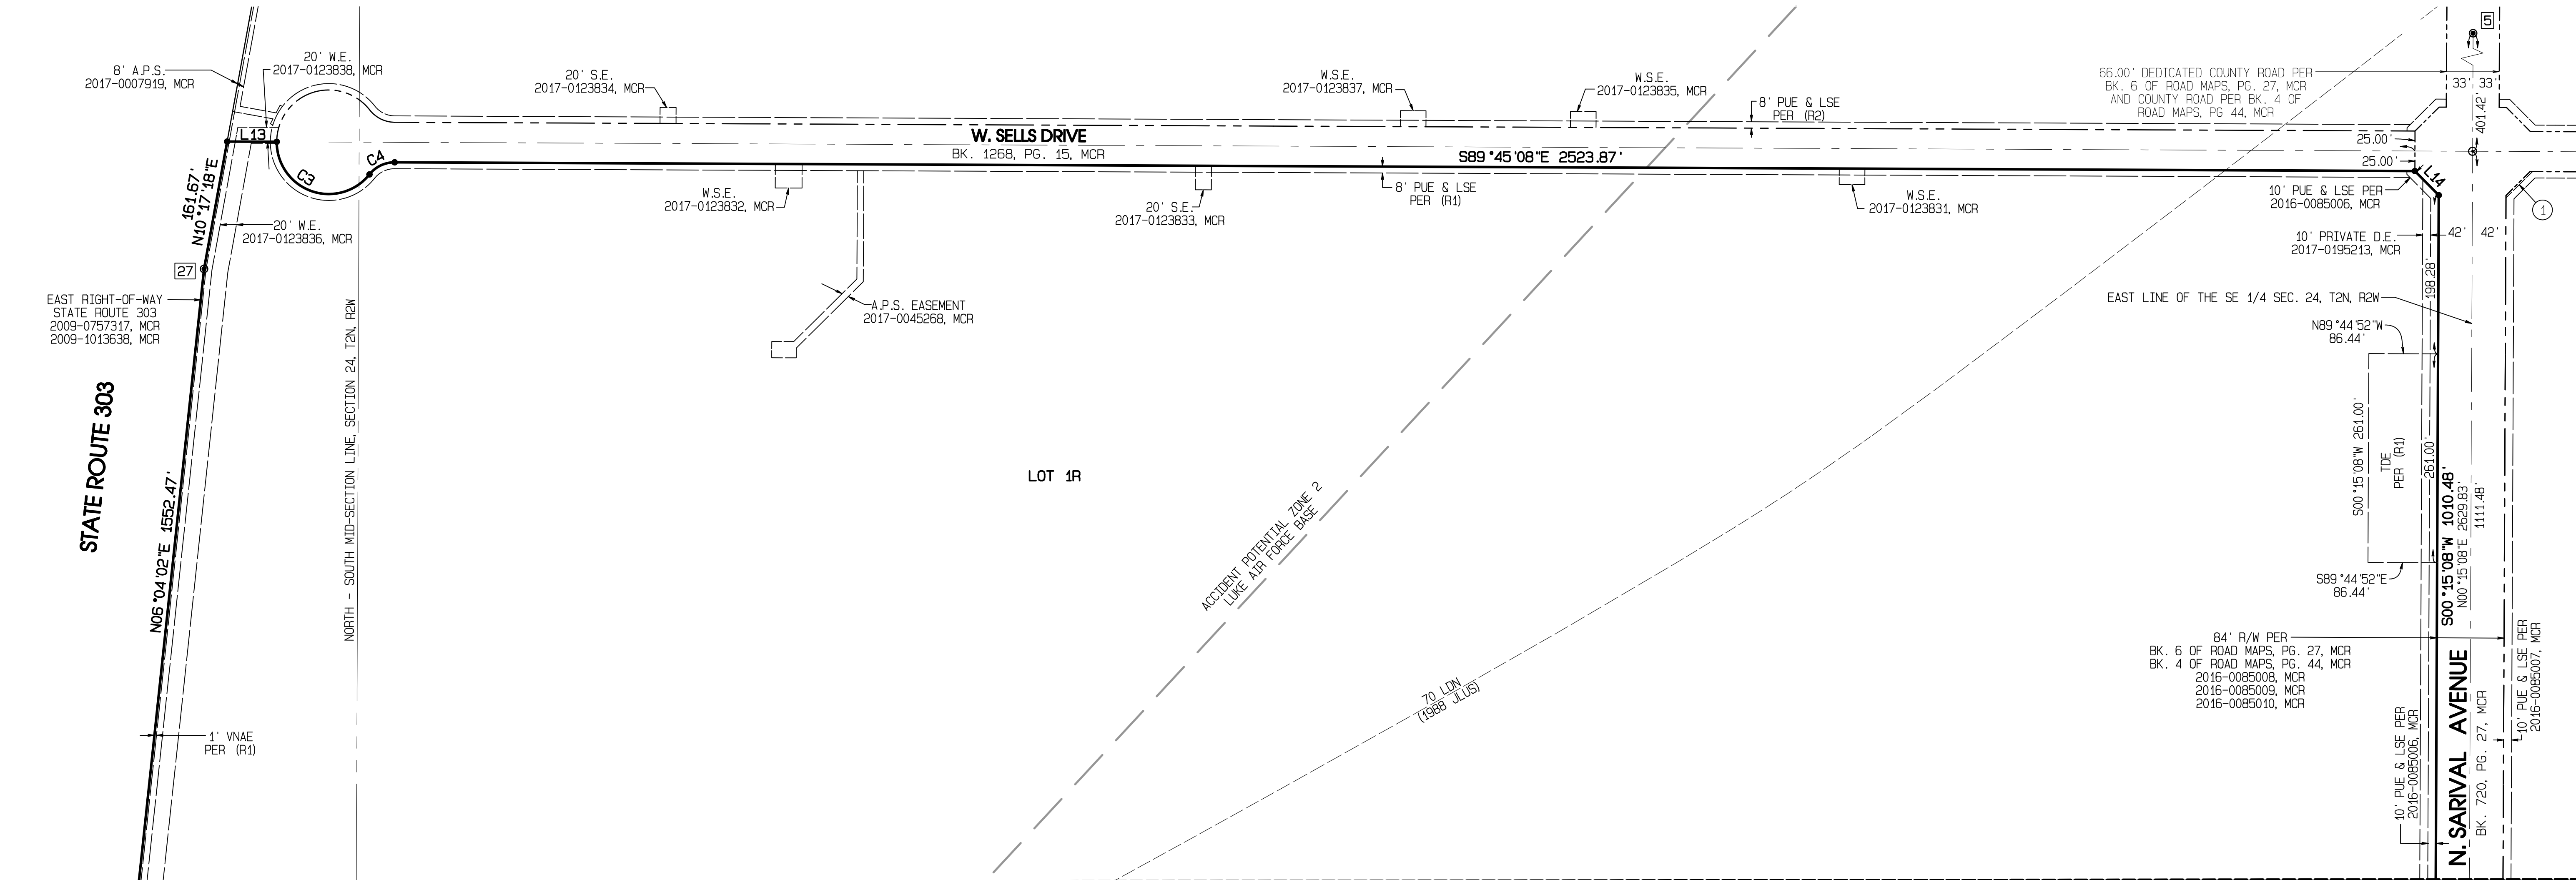 8' A.P.S.
2017-0007919, MCR
20' W.E.
2017-0123838, MCR
20' S.E.
2017-0123834, MCR
W.S.E.
2017-0123837, MCR
W.S.E.
2017-0123835, MCR
8' PUE & LSE
PER (R2)
66.00' DEDICATED COUNTY ROAD PER
BK. 6 OF ROAD MAPS, PG. 27, MCR
AND COUNTY ROAD PER BK. 4 OF
ROAD MAPS, PG 44, MCR
5
33' 33'
401.42
L13
C3
C4
W. SELLS DRIVE
BK. 1268, PG. 15, MCR
S89°45'08"E 2523.87'
25.00'
25.00'
L14
161.67'
N10°17'18"E
20' W.E.
2017-0123836, MCR
W.S.E.
2017-0123832, MCR
20' S.E.
2017-0123833, MCR
8' PUE & LSE
PER (R1)
W.S.E.
2017-0123831, MCR
10' PUE & LSE PER
2016-0085006, MCR
1
10' PRIVATE D.E.
2017-0195213, MCR
42' 42'
27
EAST RIGHT-OF-WAY
STATE ROUTE 303
2009-0757317, MCR
2009-1013638, MCR
A.P.S. EASEMENT
2017-0045268, MCR
198.28'
EAST LINE OF THE SE 1/4 SEC. 24, T2N, R2W
N89°44'52"W
86.44'
STATE ROUTE 303
N06°04'02"E 1552.47'
NORTH - SOUTH MID-SECTION LINE, SECTION 24, T2N, R2W
LOT 1R
ACCIDENT POTENTIAL ZONE 2
LUKE AIR FORCE BASE
70 LDN
(1988 JLUS)
S00°15'08"W 261.00'
TDE
PER (R1)
261.00'
S00°15'08"W 1010.48'
N00°15'08"E 2629.83'
1111.48'
S89°44'52"E
86.44'
84' R/W PER
BK. 6 OF ROAD MAPS, PG. 27, MCR
BK. 4 OF ROAD MAPS, PG. 44, MCR
2016-0085008, MCR
2016-0085009, MCR
2016-0085010, MCR
1' VNAE
PER (R1)
10' PUE & LSE PER
2016-0085006, MCR
N. SARIVAL AVENUE
BK. 720, PG. 27, MCR
10' PUE & LSE PER
2016-0085007, MCR